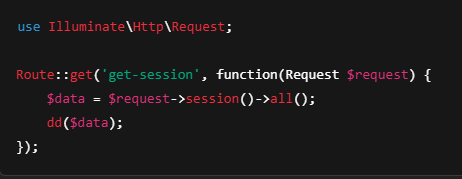 use Illuminate\Http\Request;
Route::get('get-session', function(Request $request) {
    $data = $request->session()->all();
    dd($data);
});